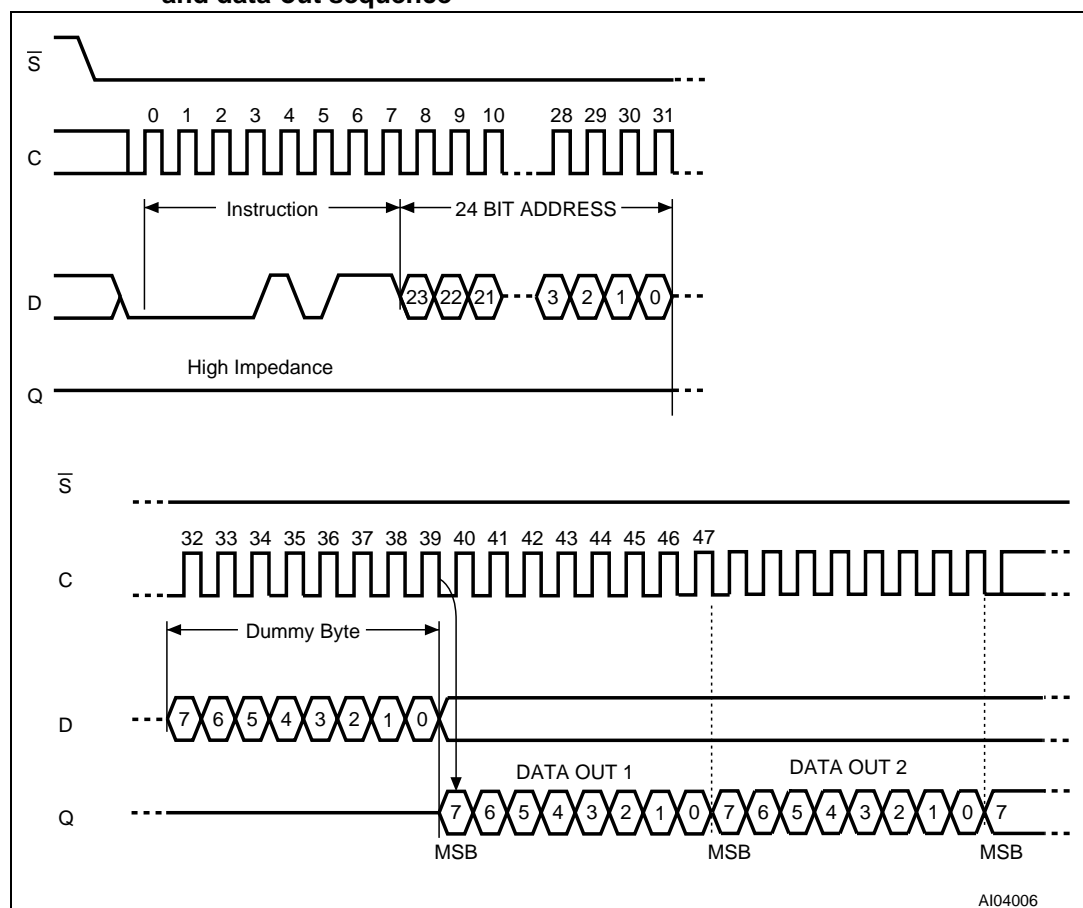 and data-out sequence
S
0 1 2 3 4 5 6 7 8 9 10 28 29 30 31
C
Instruction 24 BIT ADDRESS
D 23 22 21 3 2 1 0
High Impedance
Q
S
32 33 34 35 36 37 38 39 40 41 42 43 44 45 46 47
C
Dummy Byte
D 7 6 5 4 3 2 1 0
DATA OUT 1 DATA OUT 2
Q 7 6 5 4 3 2 1 0 7 6 5 4 3 2 1 0 7
MSB MSB MSB
AI04006